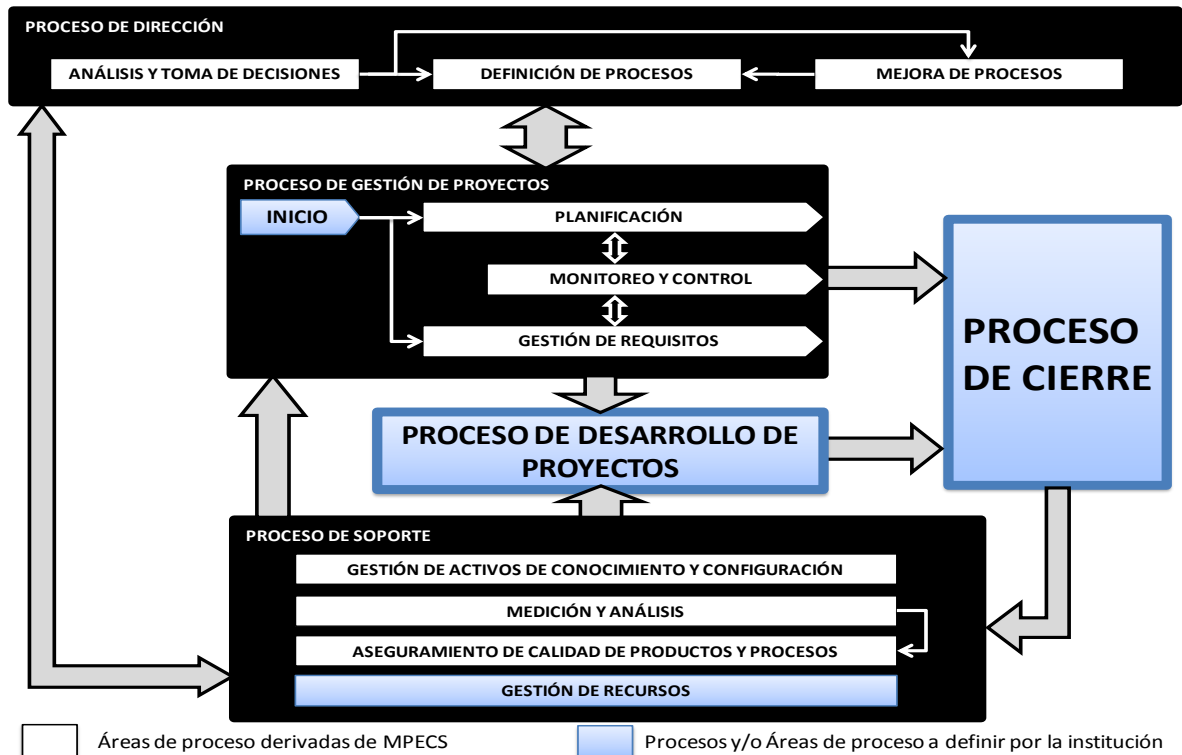 PROCESO DE DIRECCIÓN
ANÁLISIS Y TOMA DE DECISIONES
DEFINICIÓN DE PROCESOS
MEJORA DE PROCESOS
PROCESO DE GESTIÓN DE PROYECTOS
INICIO
PLANIFICACIÓN
MONITOREO Y CONTROL
GESTIÓN DE REQUISITOS
PROCESO
DE CIERRE
PROCESO DE DESARROLLO DE
PROYECTOS
PROCESO DE SOPORTE
GESTIÓN DE ACTIVOS DE CONOCIMIENTO Y CONFIGURACIÓN
MEDICIÓN Y ANÁLISIS
ASEGURAMIENTO DE CALIDAD DE PRODUCTOS Y PROCESOS
GESTIÓN DE RECURSOS
Áreas de proceso derivadas de MPECS
Procesos y/o Áreas de proceso a definir por la institución